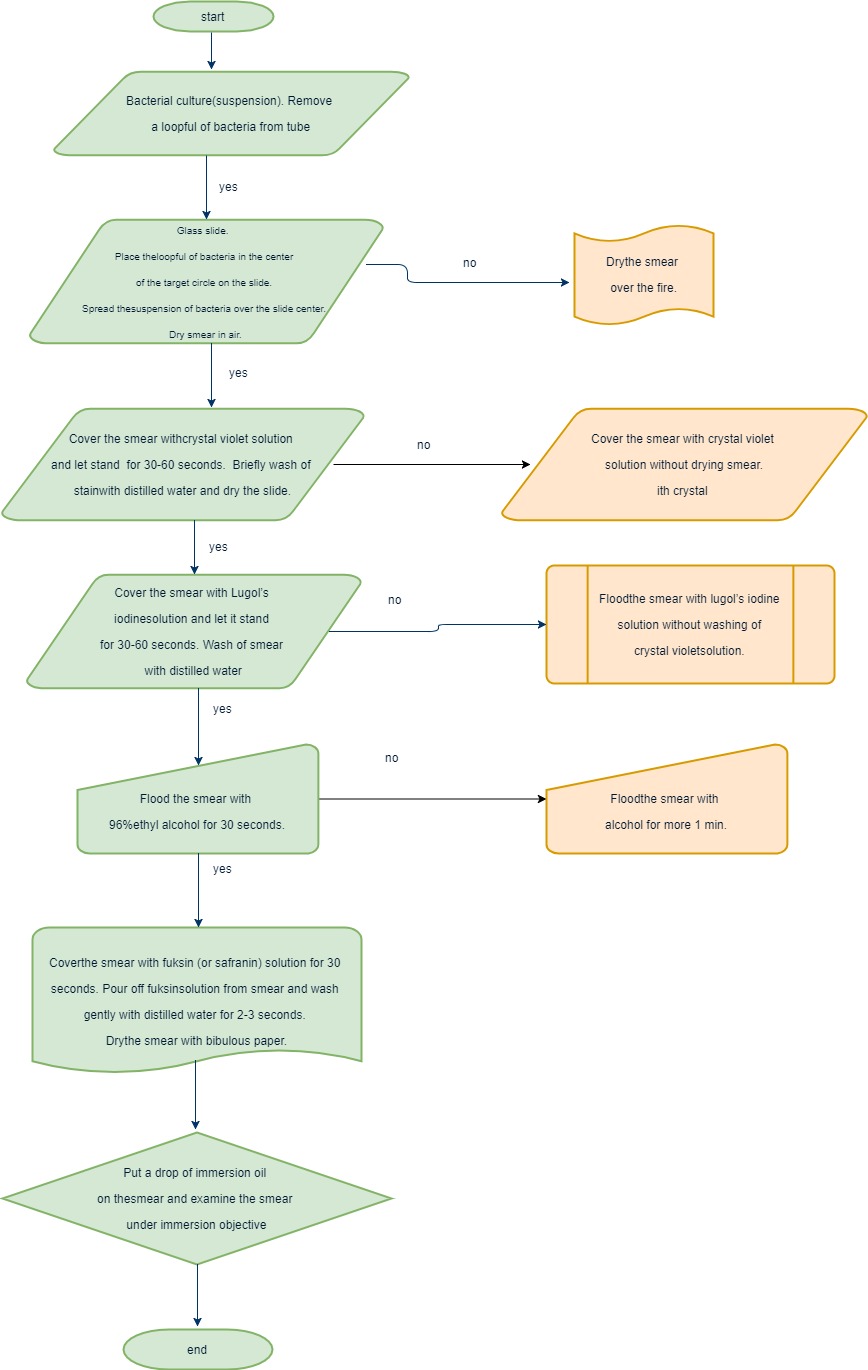 start
Bacterial culture(suspension). Remove
a loopful of bacteria from tube
yes
Glass slide.
Place theloopful of bacteria in the center
of the target circle on the slide.
Spread thesuspension of bacteria over the slide center.
Dry smear in air.
no
Drythe smear
over the fire.
yes
Cover the smear withcrystal violet solution
and let stand for 30-60 seconds. Briefly wash of
stainwith distilled water and dry the slide.
no
Cover the smear with crystal violet
solution without drying smear.
ith crystal
yes
Cover the smear with Lugol's
iodinesolution and let it stand
for 30-60 seconds. Wash of smear
with distilled water
no
Floodthe smear with lugol's iodine
solution without washing of
crystal violetsolution.
yes
Flood the smear with
96%ethyl alcohol for 30 seconds.
no
Floodthe smear with
alcohol for more 1 min.
yes
Coverthe smear with fuksin (or safranin) solution for 30
seconds. Pour off fuksinsolution from smear and wash
gently with distilled water for 2-3 seconds.
Drythe smear with bibulous paper.
Put a drop of immersion oil
on thesmear and examine the smear
under immersion objective
end